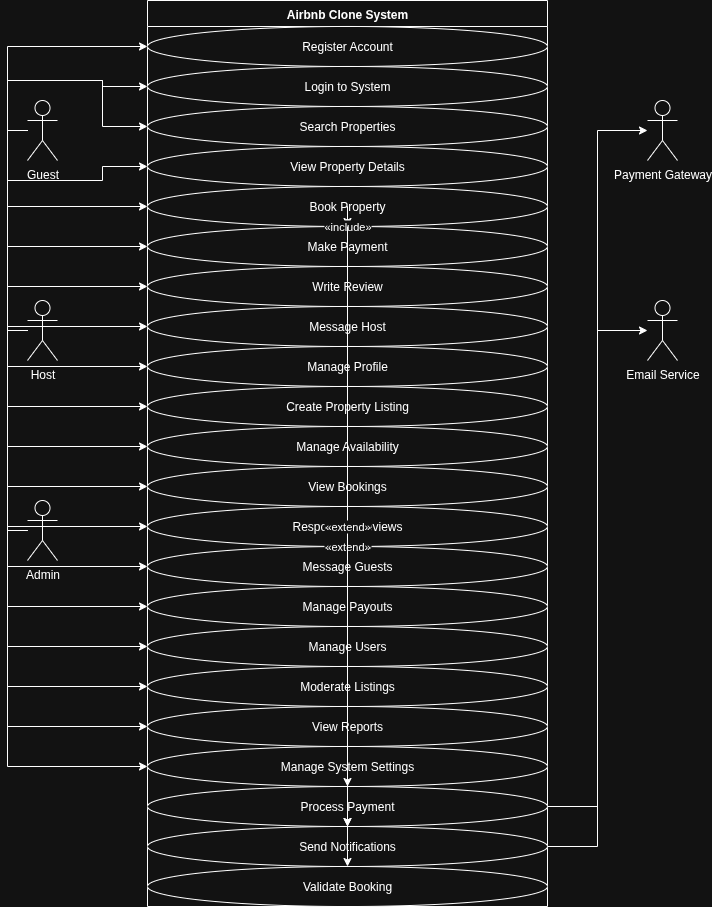 Airbnb Clone System
Register Account
Login to System
Search Properties
View Property Details
Guest
Payment Gateway
Book Property
«include»
Make Payment
Write Review
Message Host
Manage Profile
Host
Email Service
Create Property Listing
Manage Availability
View Bookings
«extend»
«extend»
Message Guests
Admin
Manage Payouts
Manage Users
Moderate Listings
View Reports
Manage System Settings
Process Payment
Send Notifications
Validate Booking